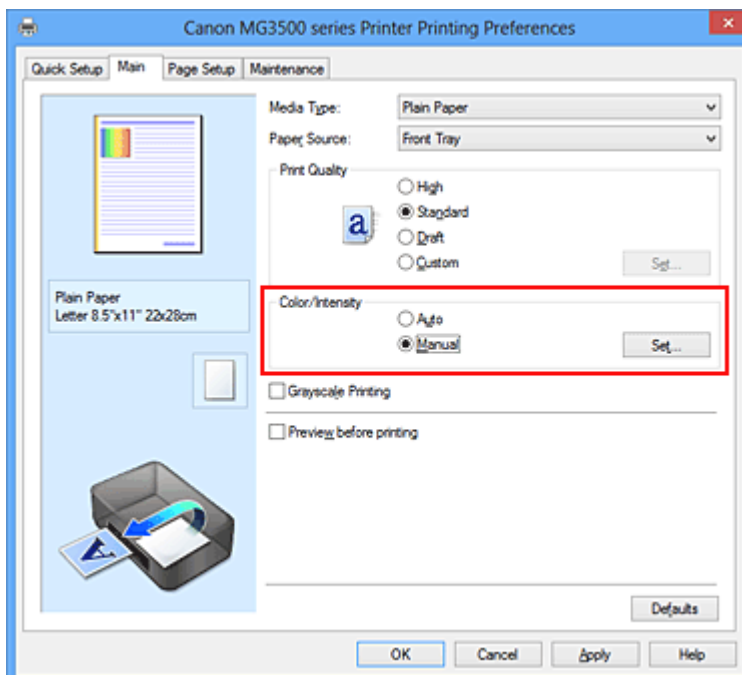 Canon MG3500 series Printer Printing Preferences
Quick Setup Main Page Setup Maintenance
Media Type: Plain Paper
Paper Source: Front Tray
Print Quality
High
a Standard
Draft
Custom Set...
Plain Paper
Letter 8.5"x11" 22x28cm
Color/Intensity
Auto
Manual Set...
Grayscale Printing
Preview before printing
A
Defaults
OK Cancel Apply Help